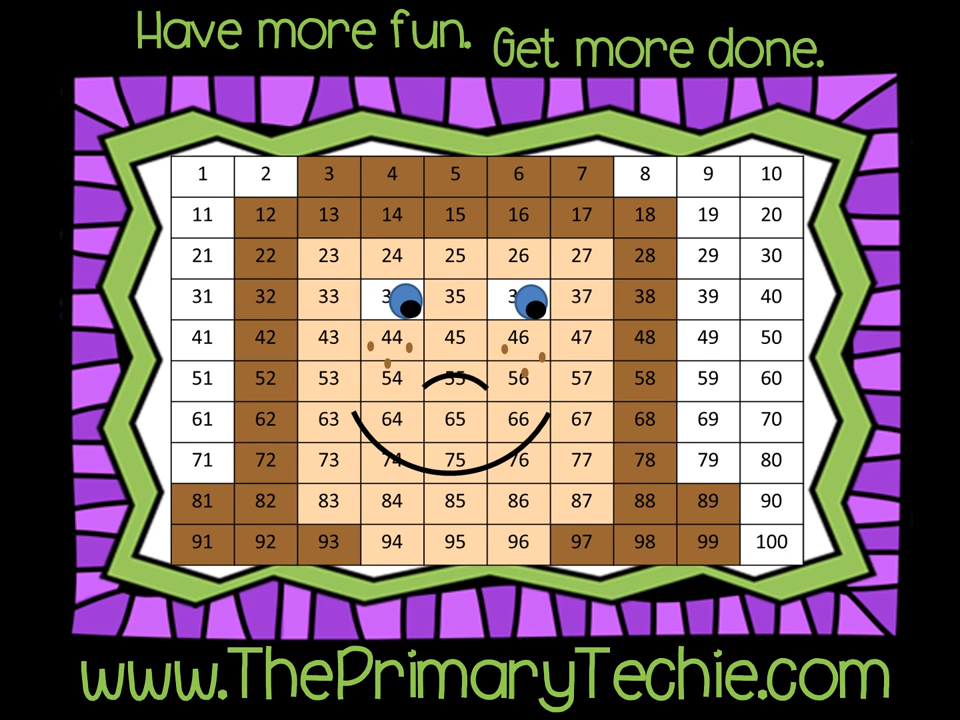 Have more fun. Get more done.
1 2 3 4 5 6 7 8 9 10
11 12 13 14 15 16 17 18 19 20
21 22 23 24 25 26 27 28 29 30
31 32 33 3 35 3 37 38 39 40
41 42 43 44 45 46 47 48 49 50
51 52 53 54 55 56 57 58 59 60
61 62 63 64 65 66 67 68 69 70
71 72 73 74 75 76 77 78 79 80
81 82 83 84 85 86 87 88 89 90
91 92 93 94 95 96 97 98 99 100
www.ThePrimaryTechie.com